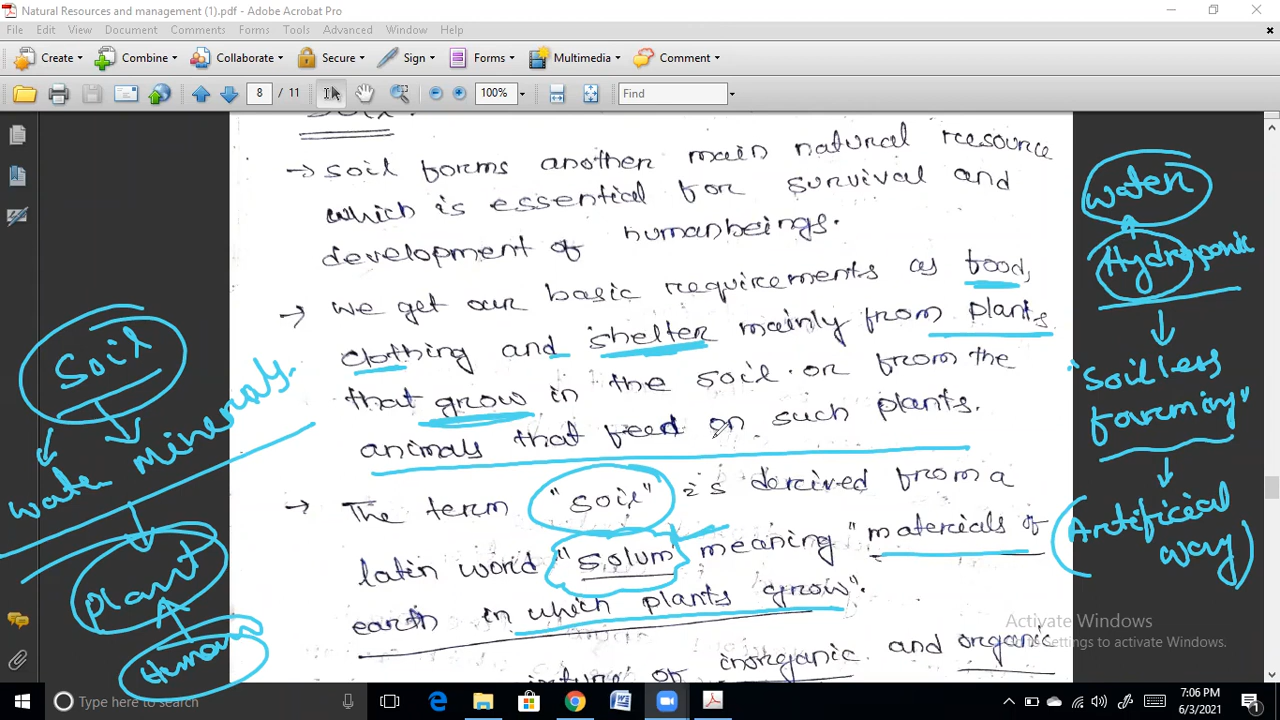 Natural Resources and management (1).pdf - Adobe Acrobat Pro
File Edit View Document Comments Forms Tools Advanced Window Help
Create Combine Collaborate Secure Sign Forms Multimedia Comment
8 / 11 100% Find
Soil:
→ soil forms another main natural resource
which is essential for survival and
development of humanbeings.
→ we get our basic requirements as food,
clothing and shelter mainly from plants
that grow in the soil. or from the
animals that feed on such plants.
→ The term "soil" is derived from a
latin word "solum" meaning "materials of
earth in which plants grow".
of inorganic and organic
Soil
water minerals.
plant
Human
water
Hydroponic
"soilless
farming"
(Artificial
way)
Activate Windows
Go to Settings to activate Windows.
Type here to search
7:06 PM
6/3/2021